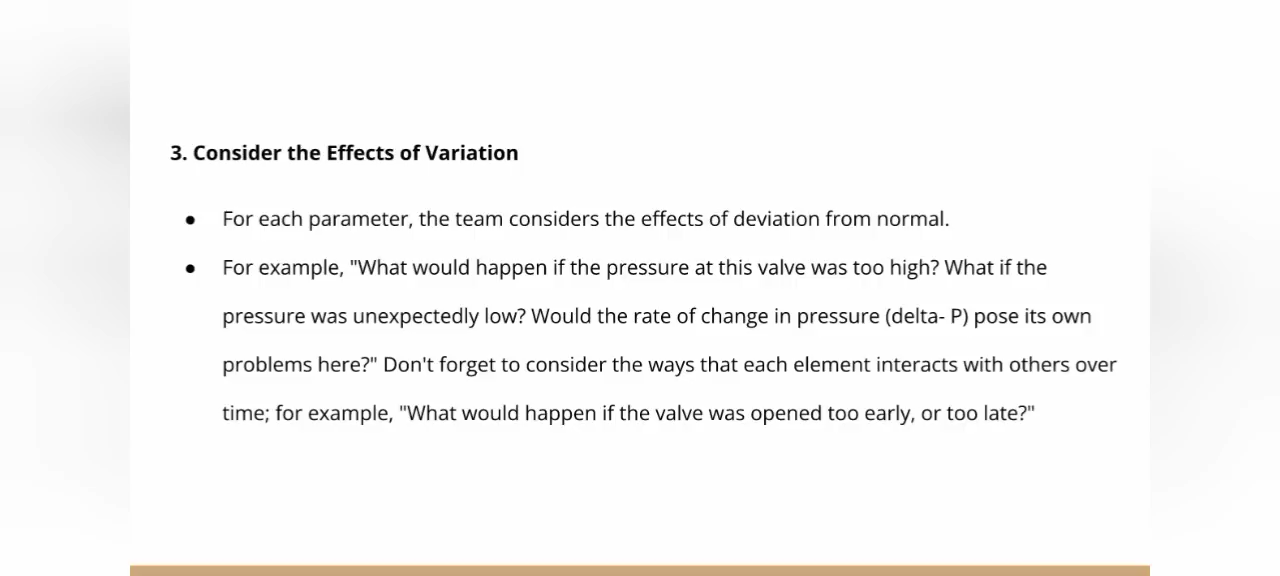 3. Consider the Effects of Variation
● For each parameter, the team considers the effects of deviation from normal.
● For example, "What would happen if the pressure at this valve was too high? What if the
pressure was unexpectedly low? Would the rate of change in pressure (delta- P) pose its own
problems here?" Don't forget to consider the ways that each element interacts with others over
time; for example, "What would happen if the valve was opened too early, or too late?"